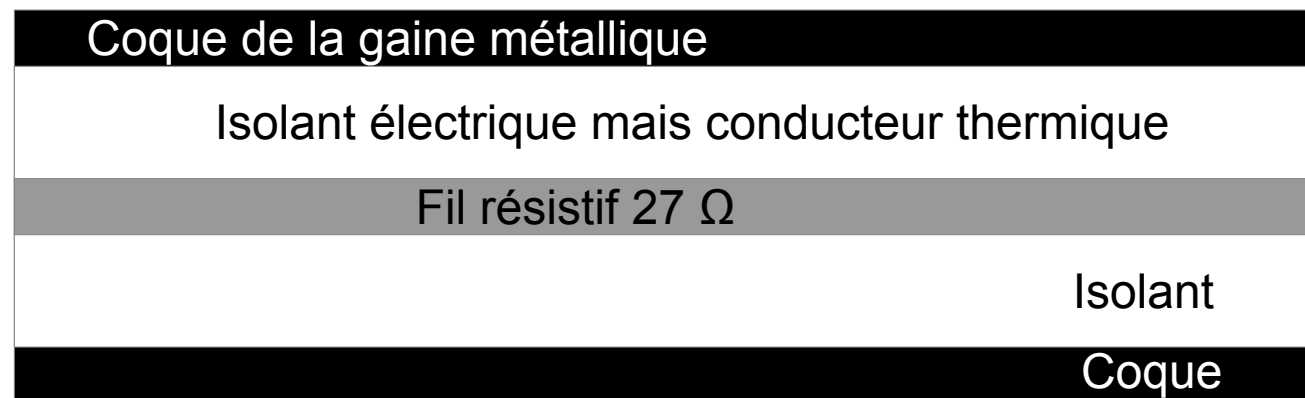 Coque de la gaine métallique
Isolant électrique mais conducteur thermique
Fil résistif 27 Ω
Isolant
Coque